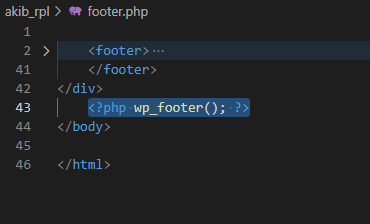 akib_rpl > footer.php
1
2 > <footer>···
41 </footer>
42 </div>
43 <?php wp_footer(); ?>
44 </body>
45
46 </html>